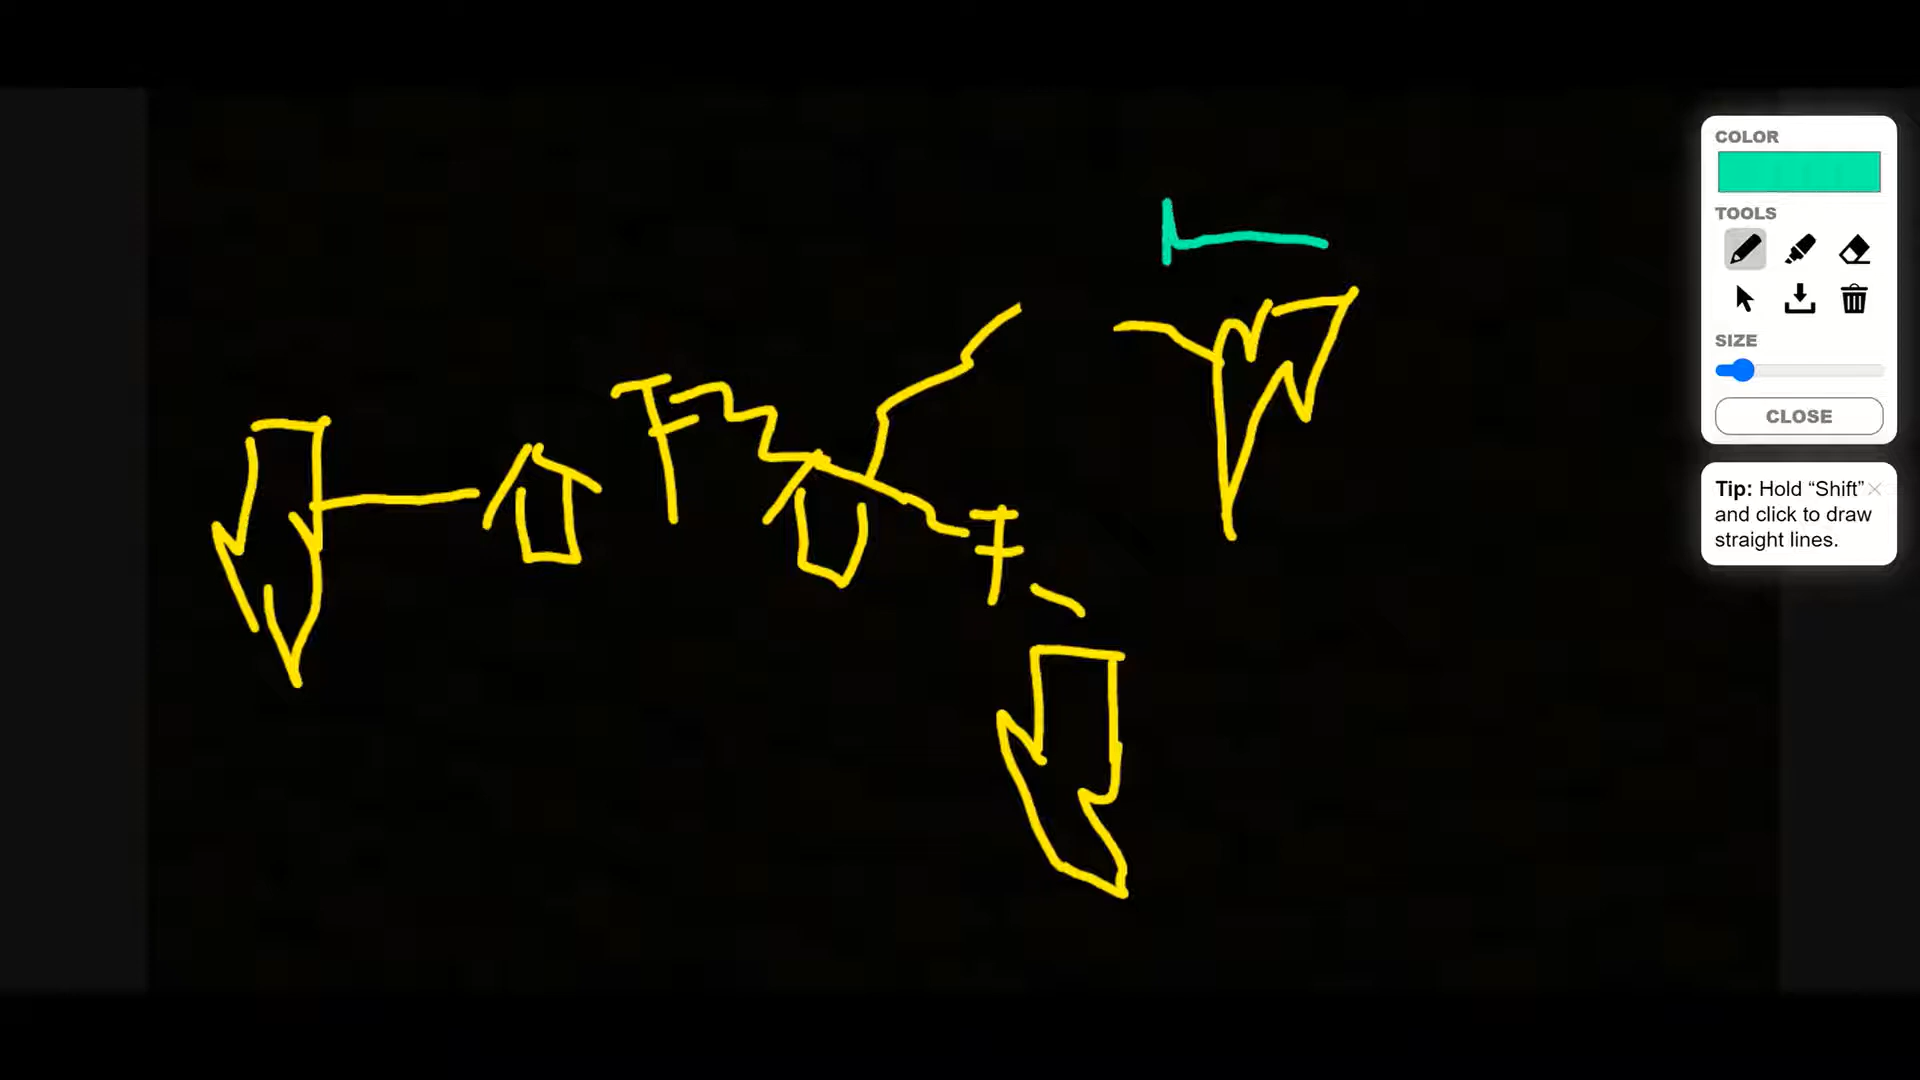 COLOR
TOOLS
SIZE
CLOSE
Tip: Hold “Shift”
and click to draw
straight lines.